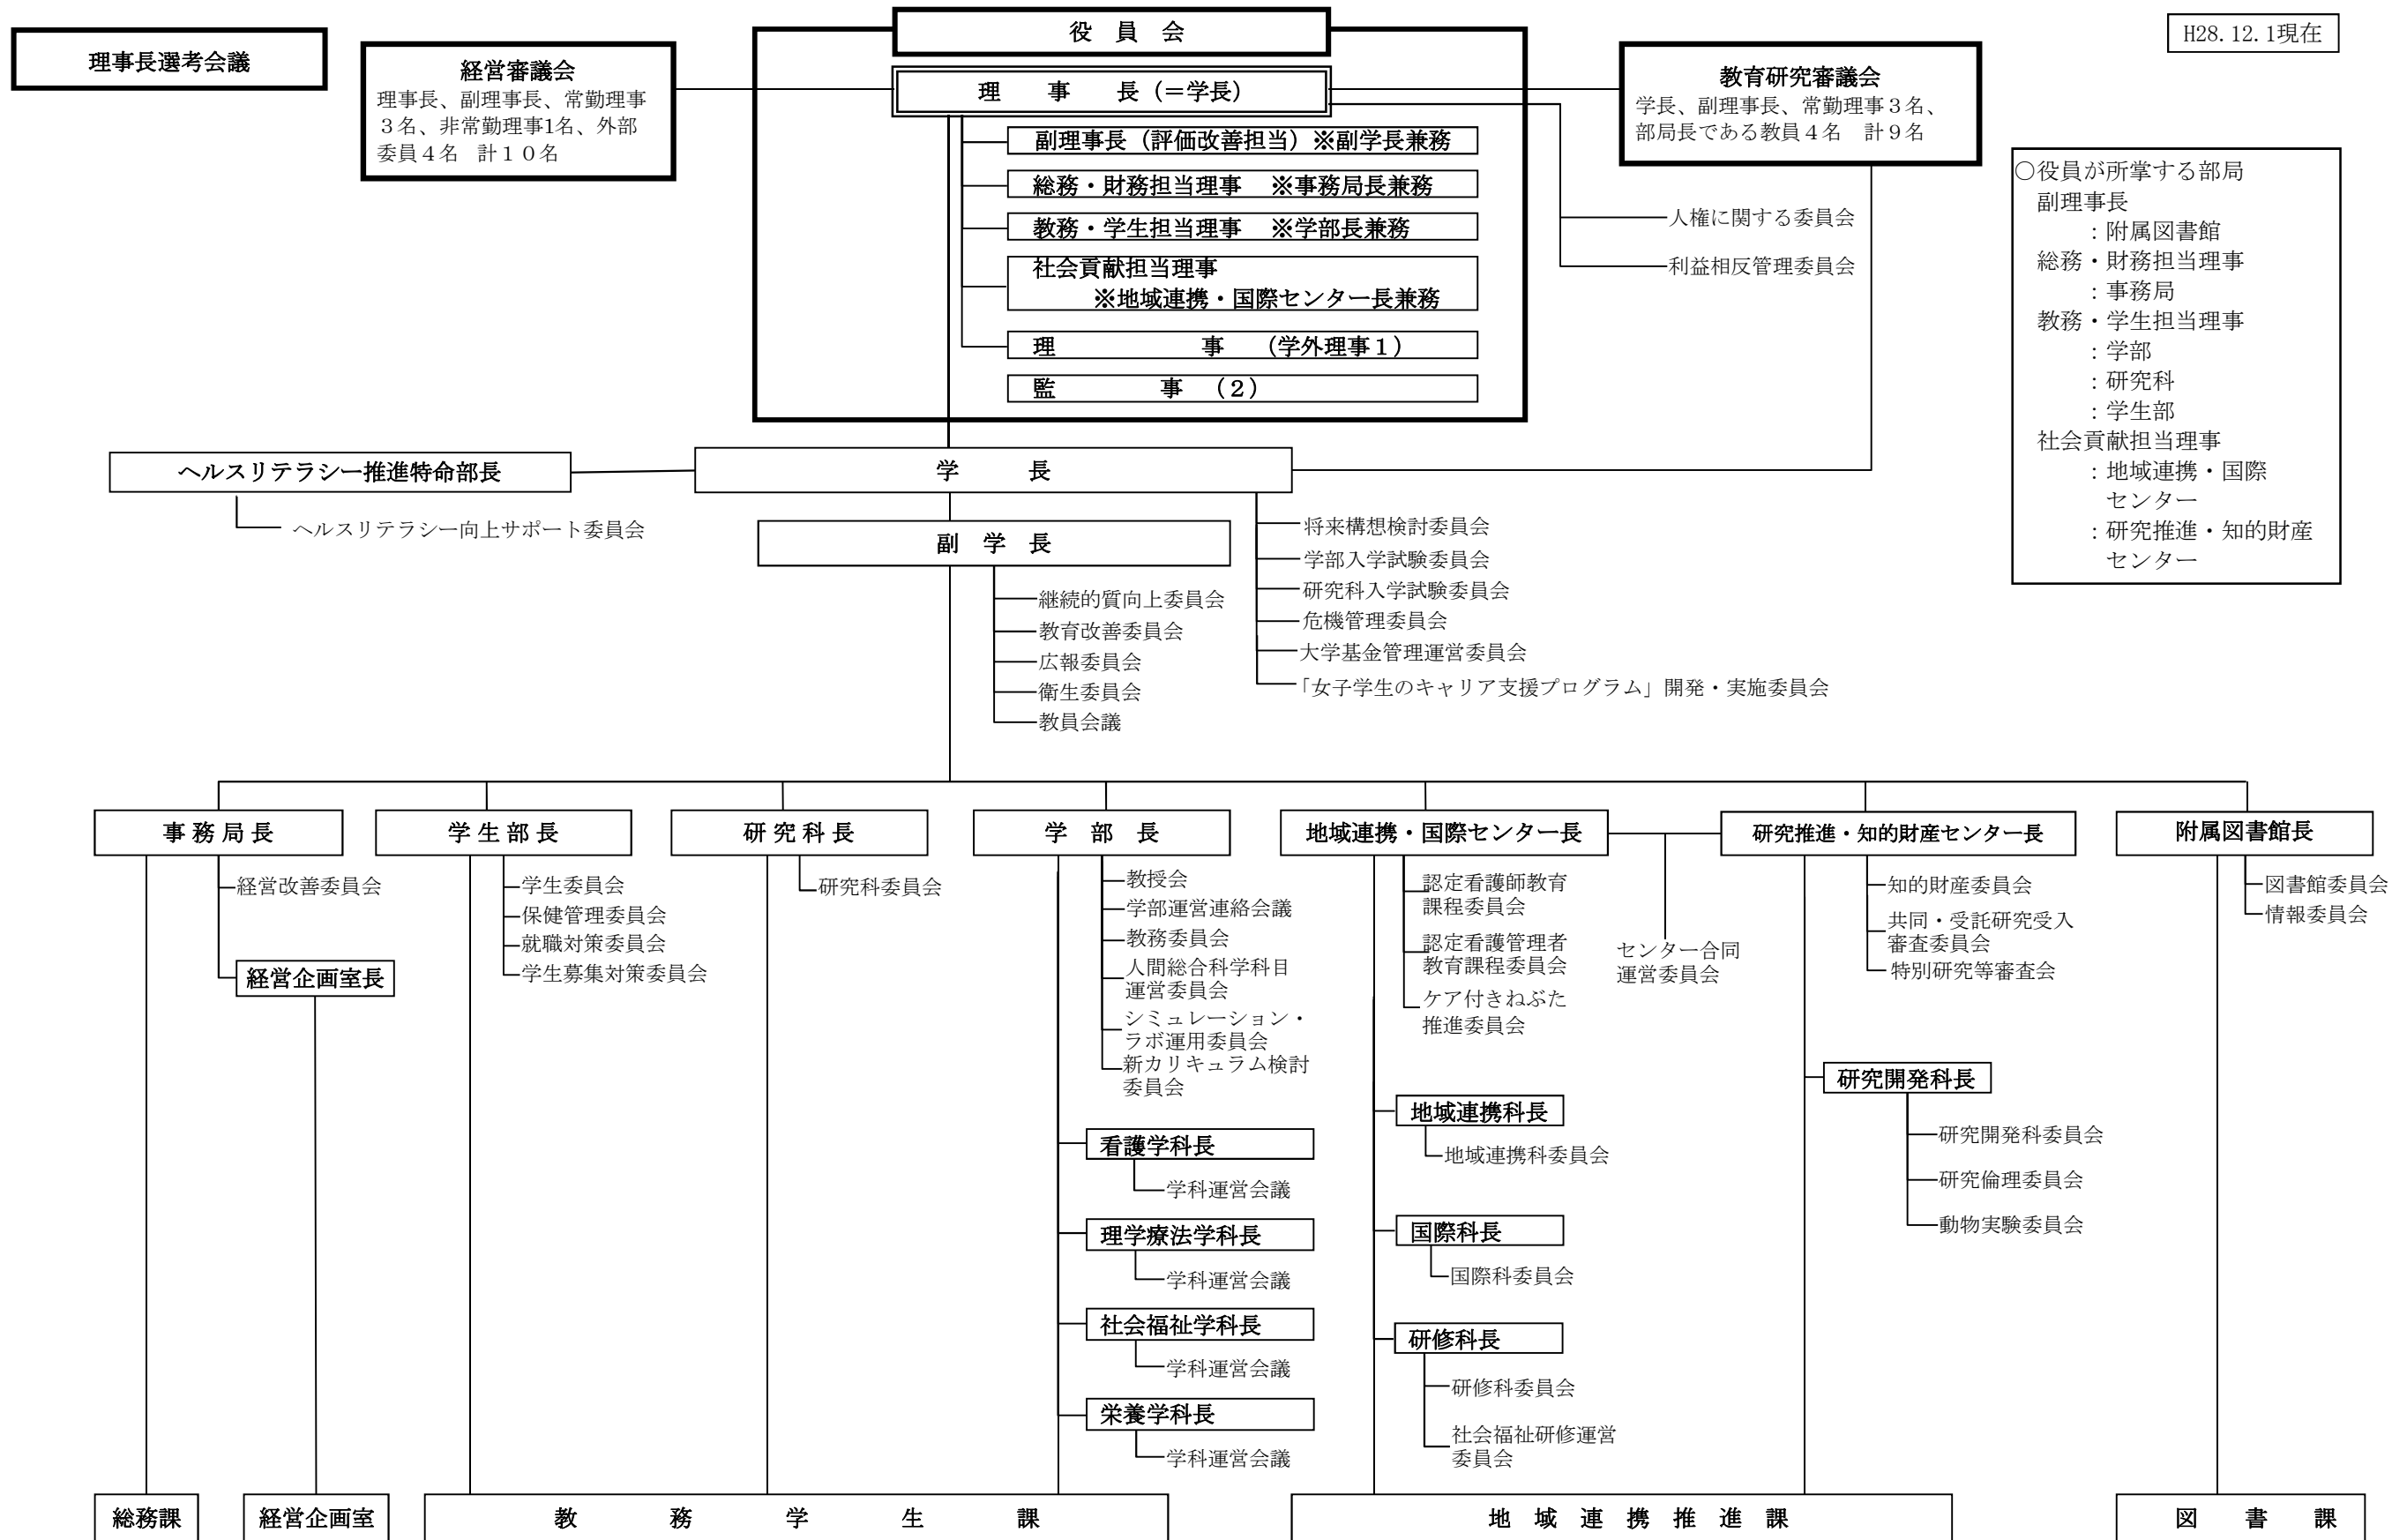 役　員　会
H28.12.1現在
理事長選考会議
経営審議会
理事長、副理事長、常勤理事
３名、非常勤理事1名、外部
委員４名　計１０名
理　　事　　長（＝学長）
教育研究審議会
学長、副理事長、常勤理事３名、
部局長である教員４名　計９名
副理事長（評価改善担当）※副学長兼務
総務・財務担当理事　※事務局長兼務
教務・学生担当理事　※学部長兼務
社会貢献担当理事
※地域連携・国際センター長兼務
理　　　　　　事　（学外理事１）
監　　　　事　（２）
人権に関する委員会
利益相反管理委員会
○役員が所掌する部局
副理事長
：附属図書館
総務・財務担当理事
：事務局
教務・学生担当理事
：学部
：研究科
：学生部
社会貢献担当理事
：地域連携・国際
センター
：研究推進・知的財産
センター
ヘルスリテラシー推進特命部長
ヘルスリテラシー向上サポート委員会
学　　　長
副　学　長
将来構想検討委員会
学部入学試験委員会
研究科入学試験委員会
危機管理委員会
大学基金管理運営委員会
「女子学生のキャリア支援プログラム」開発・実施委員会
継続的質向上委員会
教育改善委員会
広報委員会
衛生委員会
教員会議
事 務 局 長
学 生 部 長
研 究 科 長
学　部　長
地域連携・国際センター長
研究推進・知的財産センター長
附属図書館長
経営改善委員会
経営企画室長
学生委員会
保健管理委員会
就職対策委員会
学生募集対策委員会
研究科委員会
教授会
学部運営連絡会議
教務委員会
人間総合科学科目
運営委員会
シミュレーション・
ラボ運用委員会
新カリキュラム検討
委員会
看護学科長
学科運営会議
理学療法学科長
学科運営会議
社会福祉学科長
学科運営会議
栄養学科長
学科運営会議
認定看護師教育
課程委員会
認定看護管理者
教育課程委員会
ケア付きねぶた
推進委員会
センター合同
運営委員会
地域連携科長
地域連携科委員会
国際科長
国際科委員会
研修科長
研修科委員会
社会福祉研修運営
委員会
知的財産委員会
共同・受託研究受入
審査委員会
特別研究等審査会
研究開発科長
研究開発科委員会
研究倫理委員会
動物実験委員会
図書館委員会
情報委員会
総務課
経営企画室
教　　務　　学　　生　　課
地　域　連　携　推　進　課
図　書　課